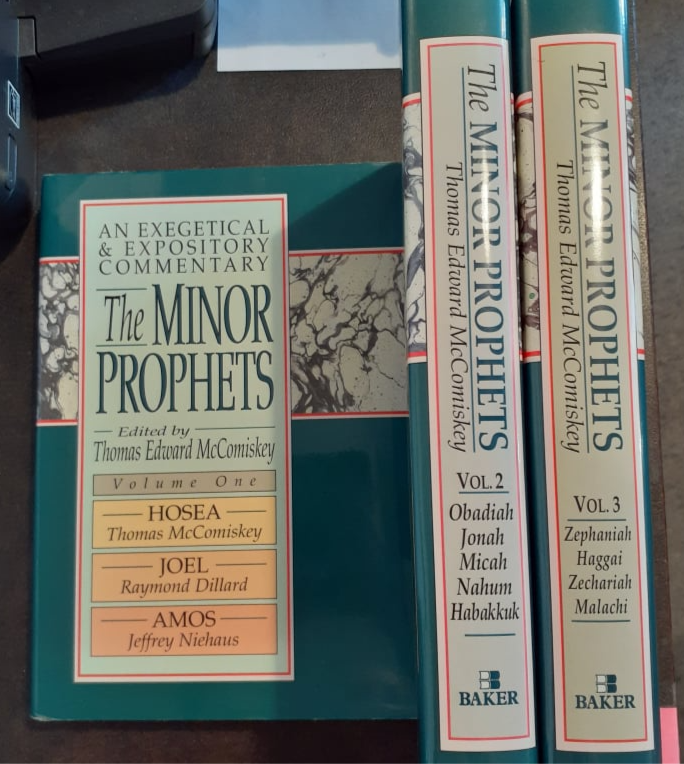 AN EXEGETICAL
& EXPOSITORY
COMMENTARY
The MINOR
PROPHETS
Edited by
Thomas Edward McComiskey
Volume One
HOSEA
Thomas McComiskey
JOEL
Raymond Dillard
AMOS
Jeffrey Niehaus
The MINOR PROPHETS
Thomas Edward McComiskey
VOL. 2
Obadiah
Jonah
Micah
Nahum
Habakkuk
BAKER
The MINOR PROPHETS
Thomas Edward McComiskey
VOL. 3
Zephaniah
Haggai
Zechariah
Malachi
BAKER